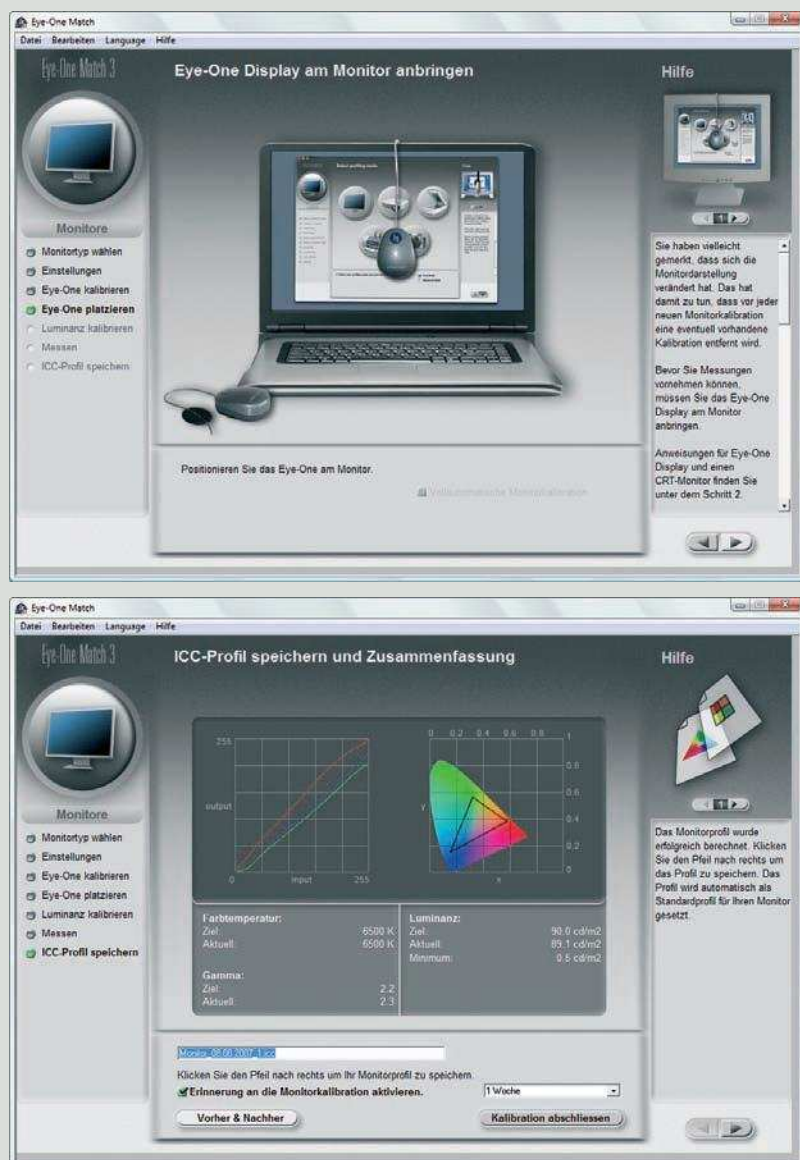 Eye-One Match
Datei Bearbeiten Language Hilfe
Eye-One Match 3
Eye-One Display am Monitor anbringen
Hilfe
Monitore
Monitortyp wählen
Einstellungen
Eye-One kalibrieren
Eye-One platzieren
Luminanz kalibrieren
Messen
ICC-Profil speichern
Positionieren Sie das Eye-One am Monitor.
Vollautomatische Monitorkalibration
1
Sie haben vielleicht
gemerkt, dass sich die
Monitordarstellung
verändert hat. Das hat
damit zu tun, dass vor jeder
neuen Monitorkalibration
eine eventuell vorhandene
Kalibration entfernt wird.
Bevor Sie Messungen
vornehmen können,
müssen Sie das Eye-One
Display am Monitor
anbringen.
Anweisungen für Eye-One
Display und einen
CRT-Monitor finden Sie
unter dem Schritt 2.
Eye-One Match
Datei Bearbeiten Language Hilfe
Eye-One Match 3
ICC-Profil speichern und Zusammenfassung
Hilfe
Monitore
Monitortyp wählen
Einstellungen
Eye-One kalibrieren
Eye-One platzieren
Luminanz kalibrieren
Messen
ICC-Profil speichern
255
output
0 input 255
0 0.2 0.4 0.6 0.8 1
0.8
0.6
y 0.4
0.2
0
x
Farbtemperatur:
Ziel: 6500 K
Aktuell: 6500 K
Gamma:
Ziel: 2.2
Aktuell: 2.3
Luminanz:
Ziel: 90.0 cd/m2
Aktuell: 89.1 cd/m2
Minimum: 0.5 cd/m2
Klicken Sie den Pfeil nach rechts um Ihr Monitorprofil zu speichern.
Erinnerung an die Monitorkalibration aktivieren.
1 Woche
Vorher & Nachher
Kalibration abschliessen
1
Das Monitorprofil wurde
erfolgreich berechnet. Klicken
Sie den Pfeil nach rechts um
das Profil zu speichern. Das
Profil wird automatisch als
Standardprofil für Ihren Monitor
gesetzt.